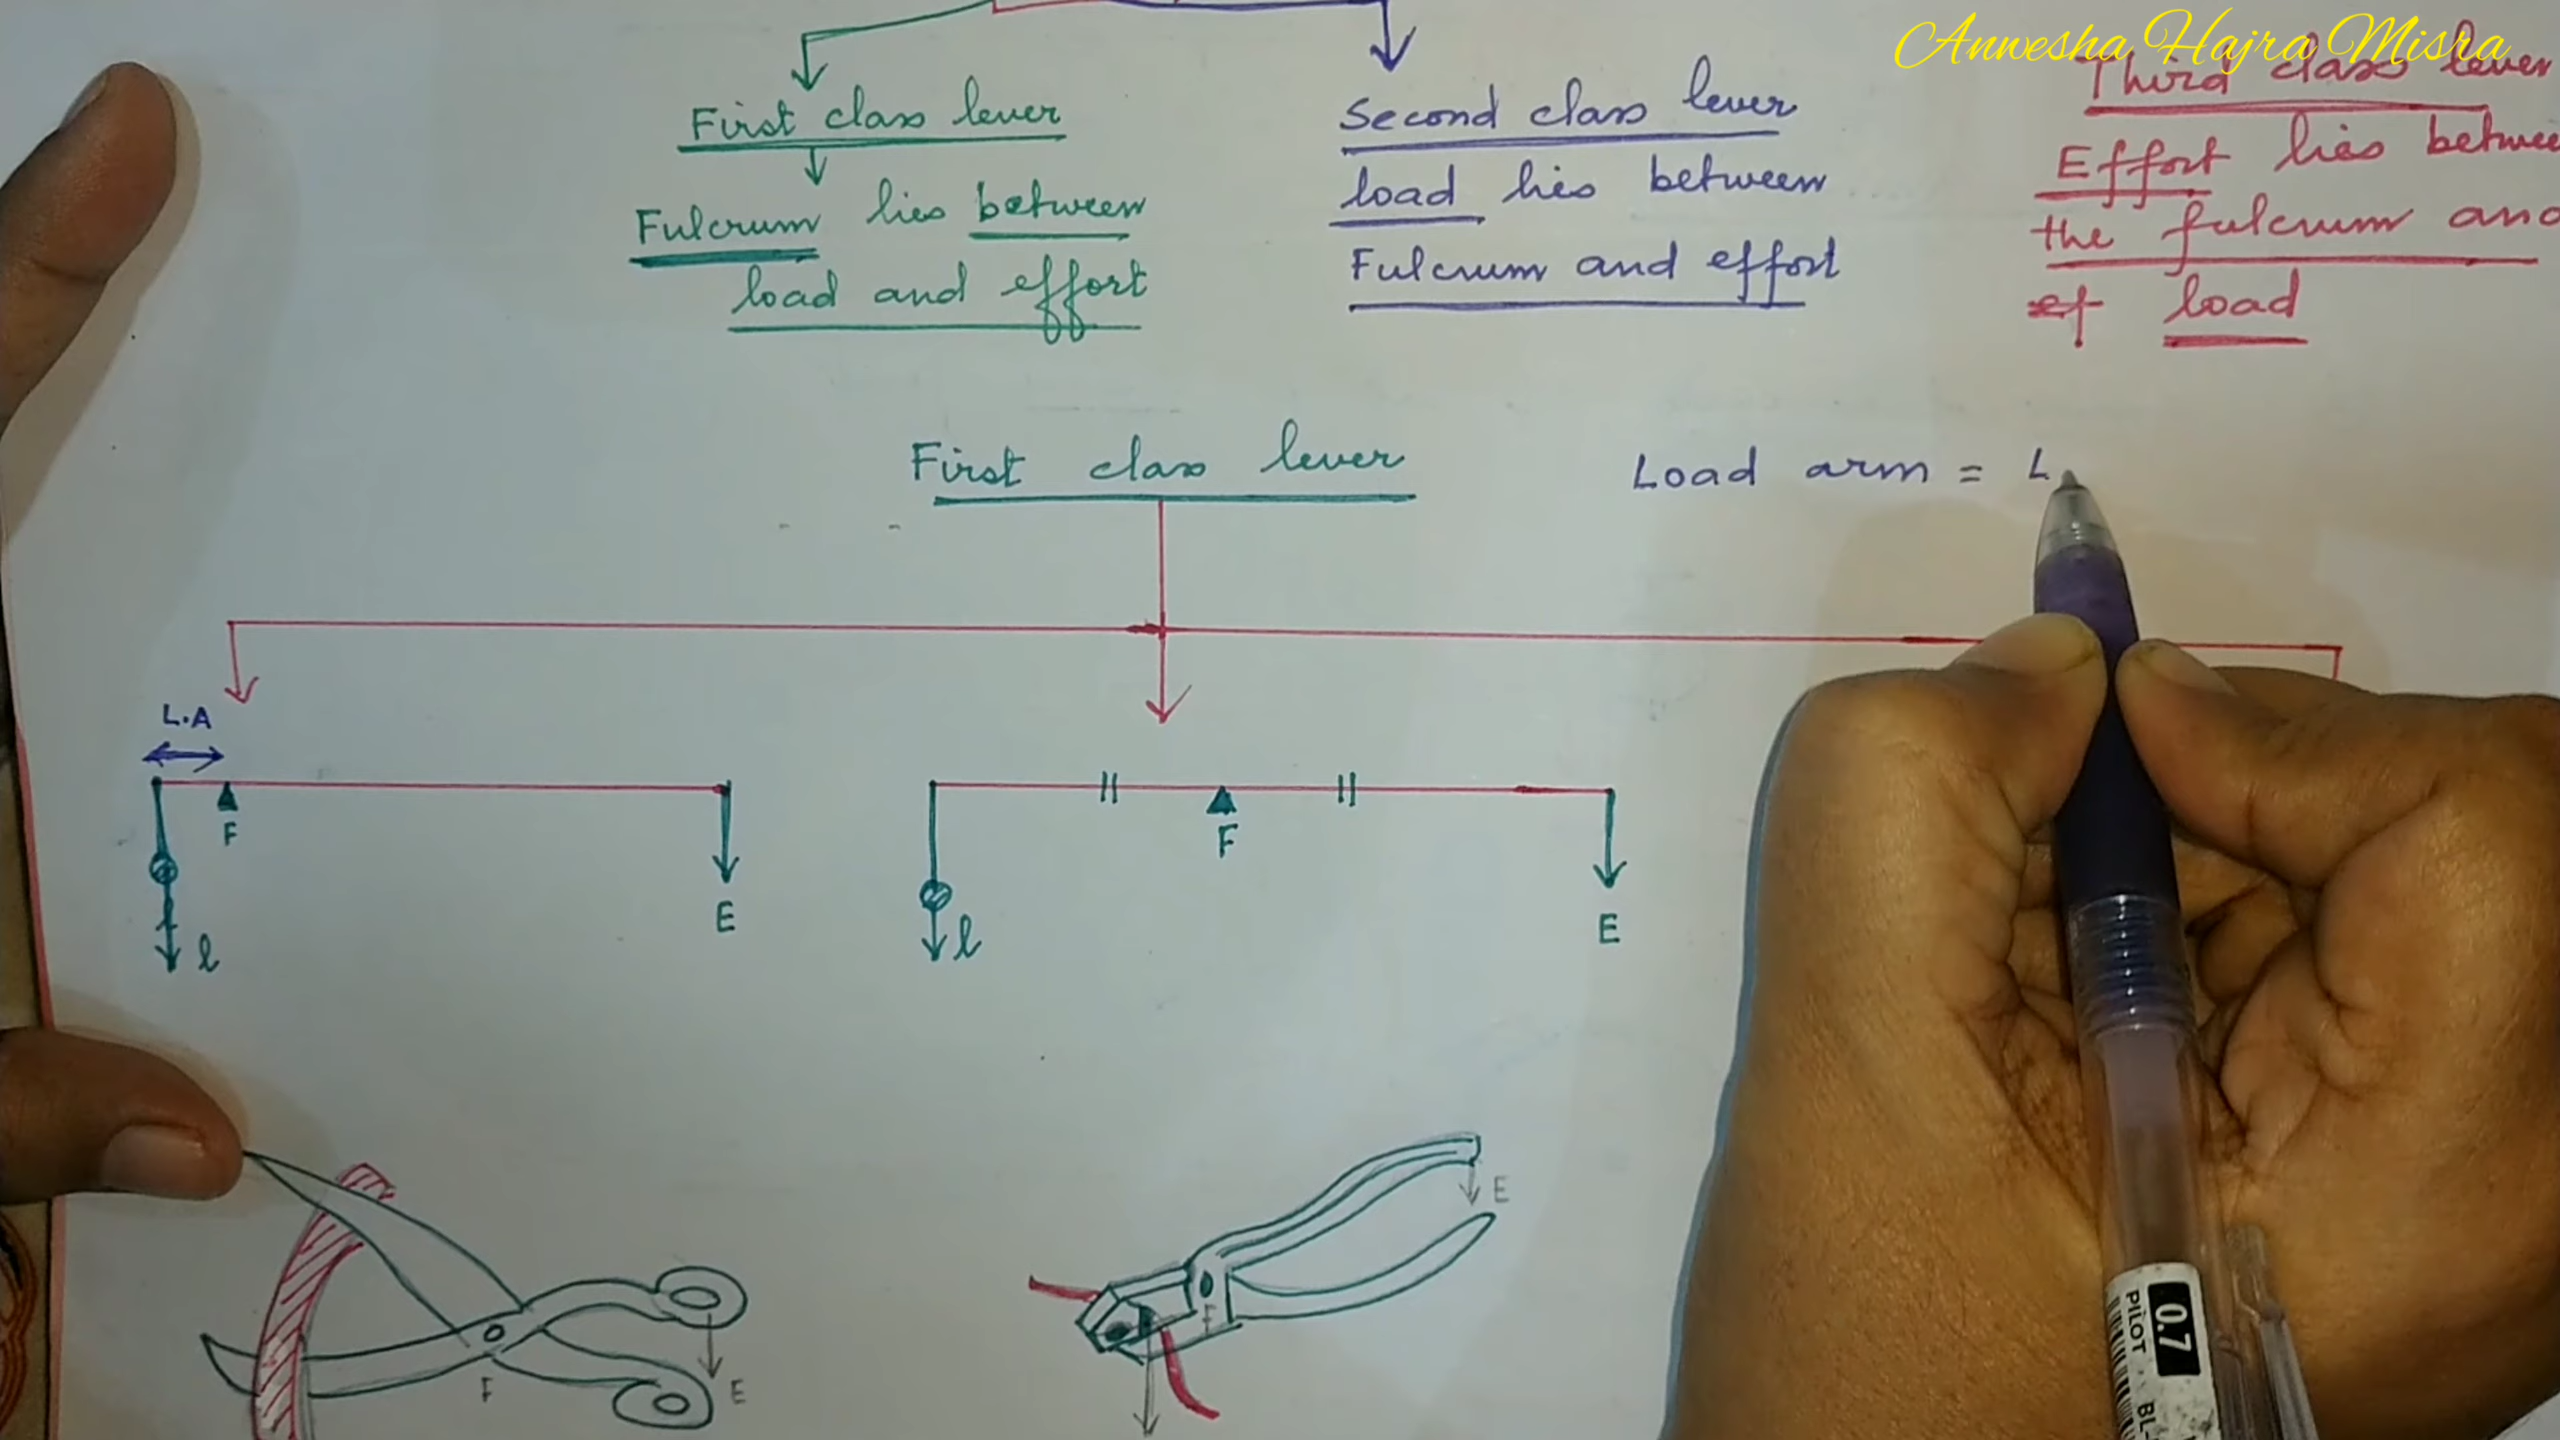 Anwesha Hajra Misra
First class lever
Fulcrum lies between
load and effort
Second class lever
load lies between
Fulcrum and effort
Third class lever
Effort lies betwee
the fulcrum and
ef load
First class lever
Load arm = L
L.A
F
E
l
F
E
l
F
E
F
E
0.7
PILOT
BL-